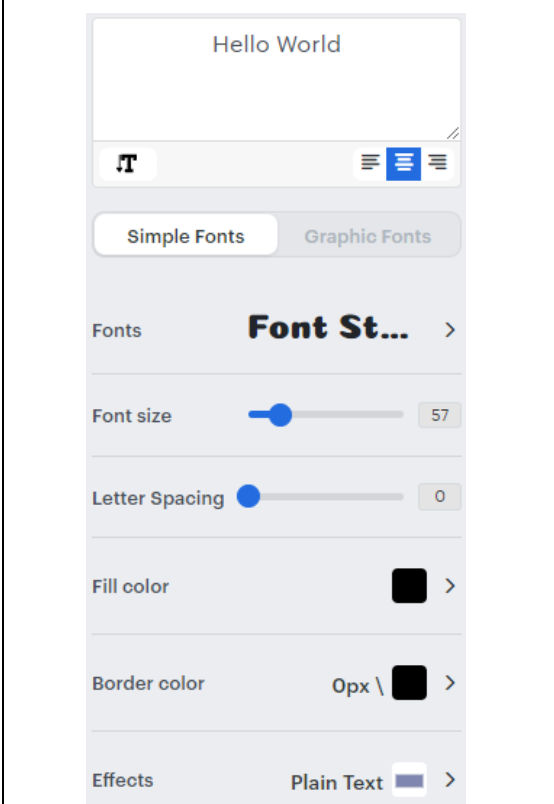 Hello World
T
Simple Fonts Graphic Fonts
Fonts Font St...
Font size 57
Letter Spacing 0
Fill color
Border color 0px \
Effects Plain Text